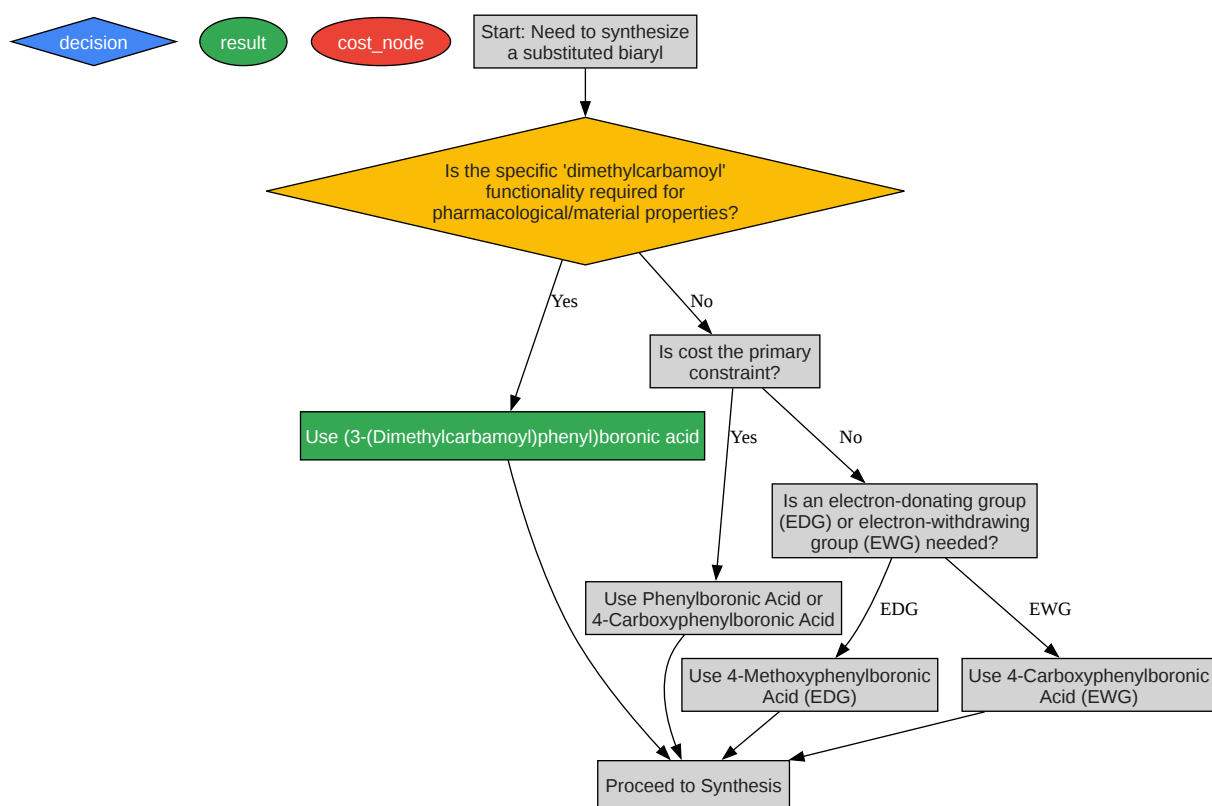 decision
result
cost_node
Start: Need to synthesize
a substituted biaryl
Is the specific 'dimethylcarbamoyl'
functionality required for
pharmacological/material properties?
Yes
No
Is cost the primary
constraint?
Use (3-(Dimethylcarbamoyl)phenyl)boronic acid
Yes
No
Is an electron-donating group
(EDG) or electron-withdrawing
group (EWG) needed?
Use Phenylboronic Acid or
4-Carboxyphenylboronic Acid
EDG
EWG
Use 4-Methoxyphenylboronic
Acid (EDG)
Use 4-Carboxyphenylboronic
Acid (EWG)
Proceed to Synthesis